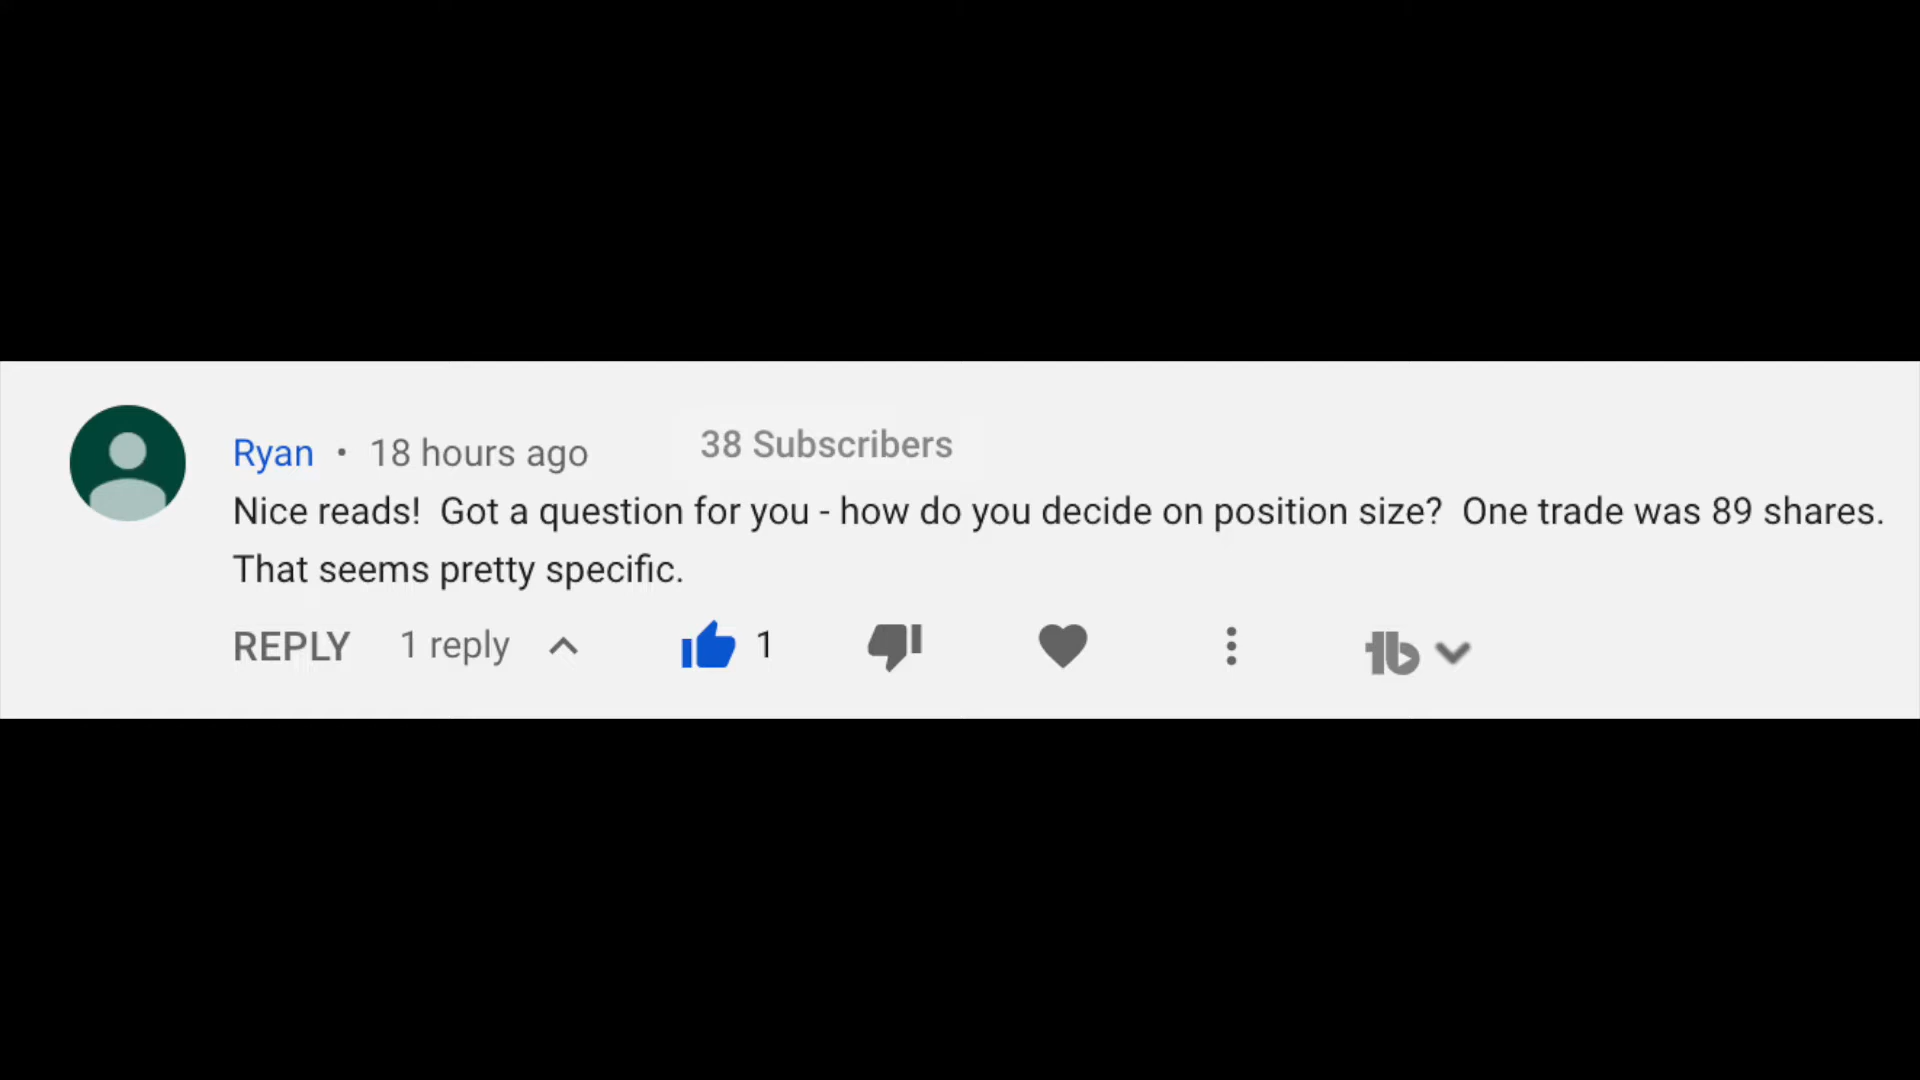 Ryan • 18 hours ago 38 Subscribers
Nice reads! Got a question for you - how do you decide on position size? One trade was 89 shares.
That seems pretty specific.
REPLY 1 reply 1 tb